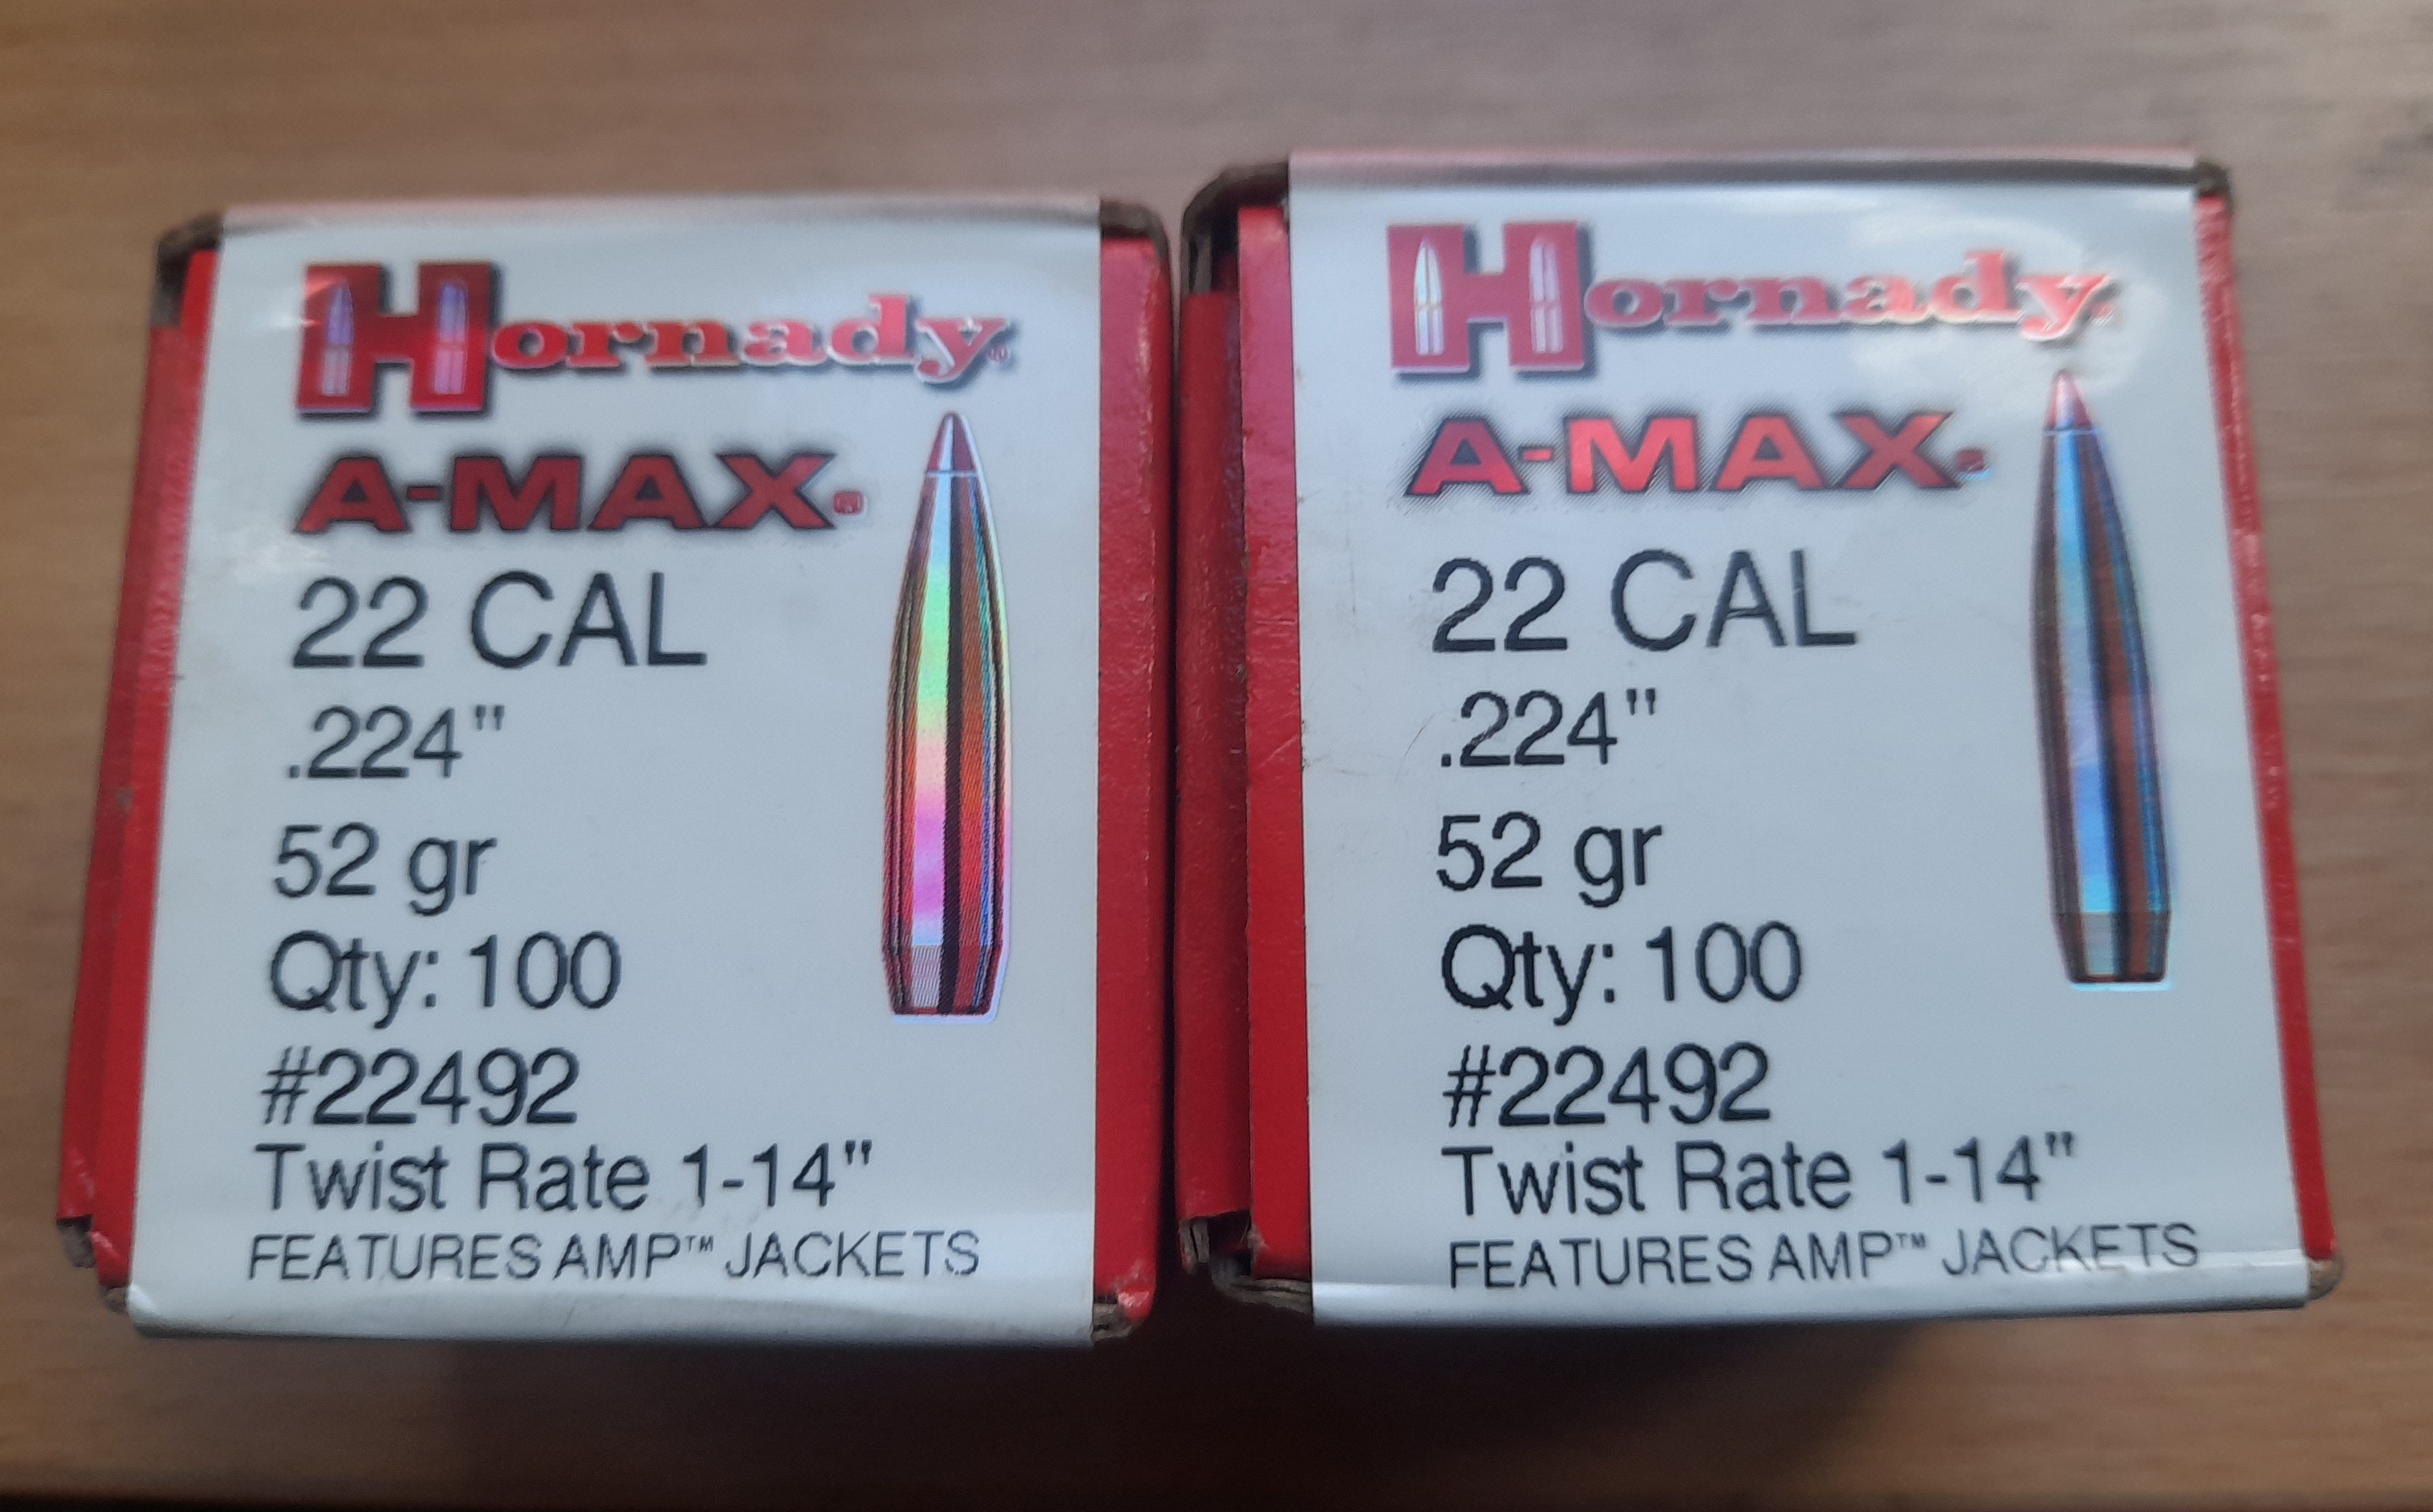 Hornady®
A-MAX®
22 CAL
.224"
52 gr
Qty: 100
#22492
Twist Rate 1-14"
FEATURES AMP™ JACKETS
Hornady®
A-MAX®
22 CAL
.224"
52 gr
Qty: 100
#22492
Twist Rate 1-14"
FEATURES AMP™ JACKETS